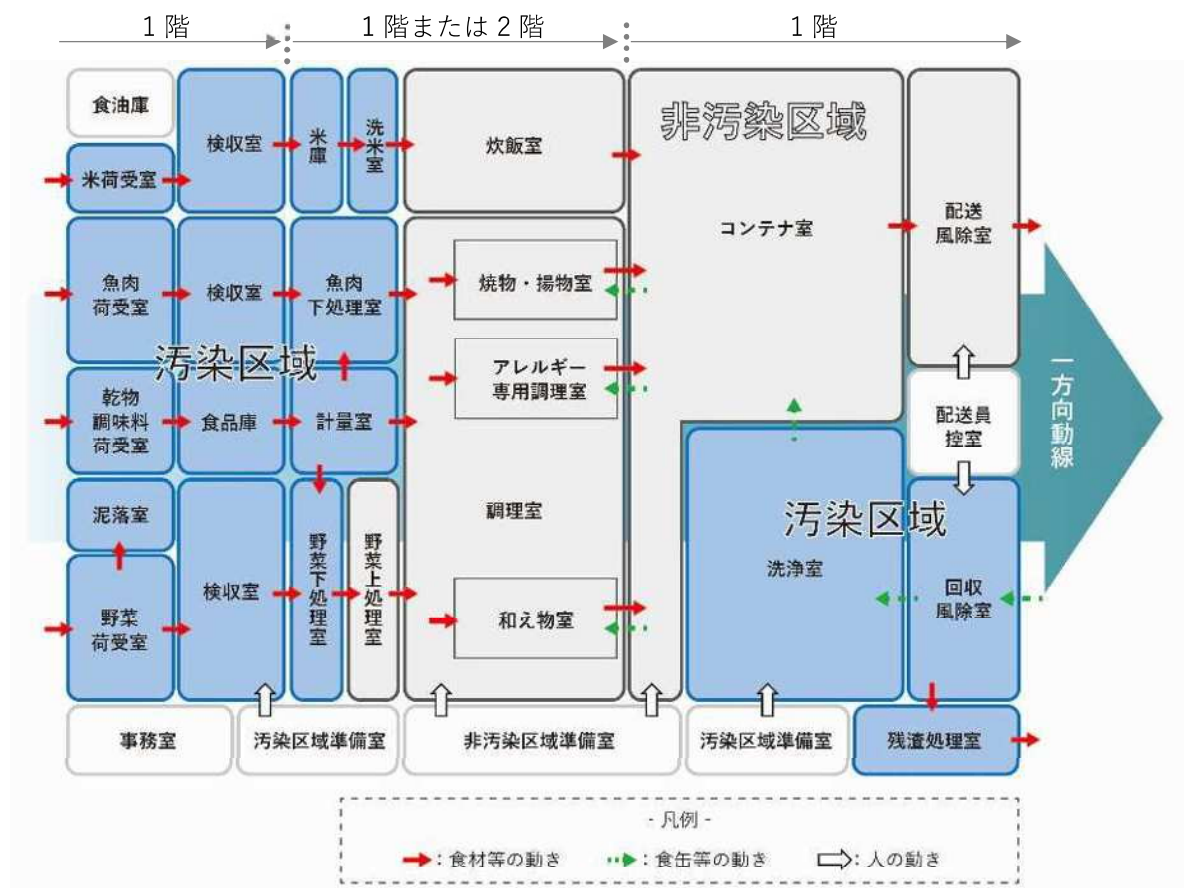 1階
1階または2階
1階
食油庫
米荷受室
検収室
米庫
洗米室
炊飯室
非汚染区域
コンテナ室
配送
風除室
魚肉
荷受室
検収室
魚肉
下処理室
焼物・揚物室
汚染区域
アレルギー
専用調理室
乾物
調味料
荷受室
食品庫
計量室
配送員
控室
一方向動線
泥落室
野菜
荷受室
検収室
野菜下処理室
野菜上処理室
調理室
和え物室
汚染区域
洗浄室
回収
風除室
事務室
汚染区域準備室
非汚染区域準備室
汚染区域準備室
残渣処理室
- 凡例 -
：食材等の動き
：食缶等の動き
：人の動き